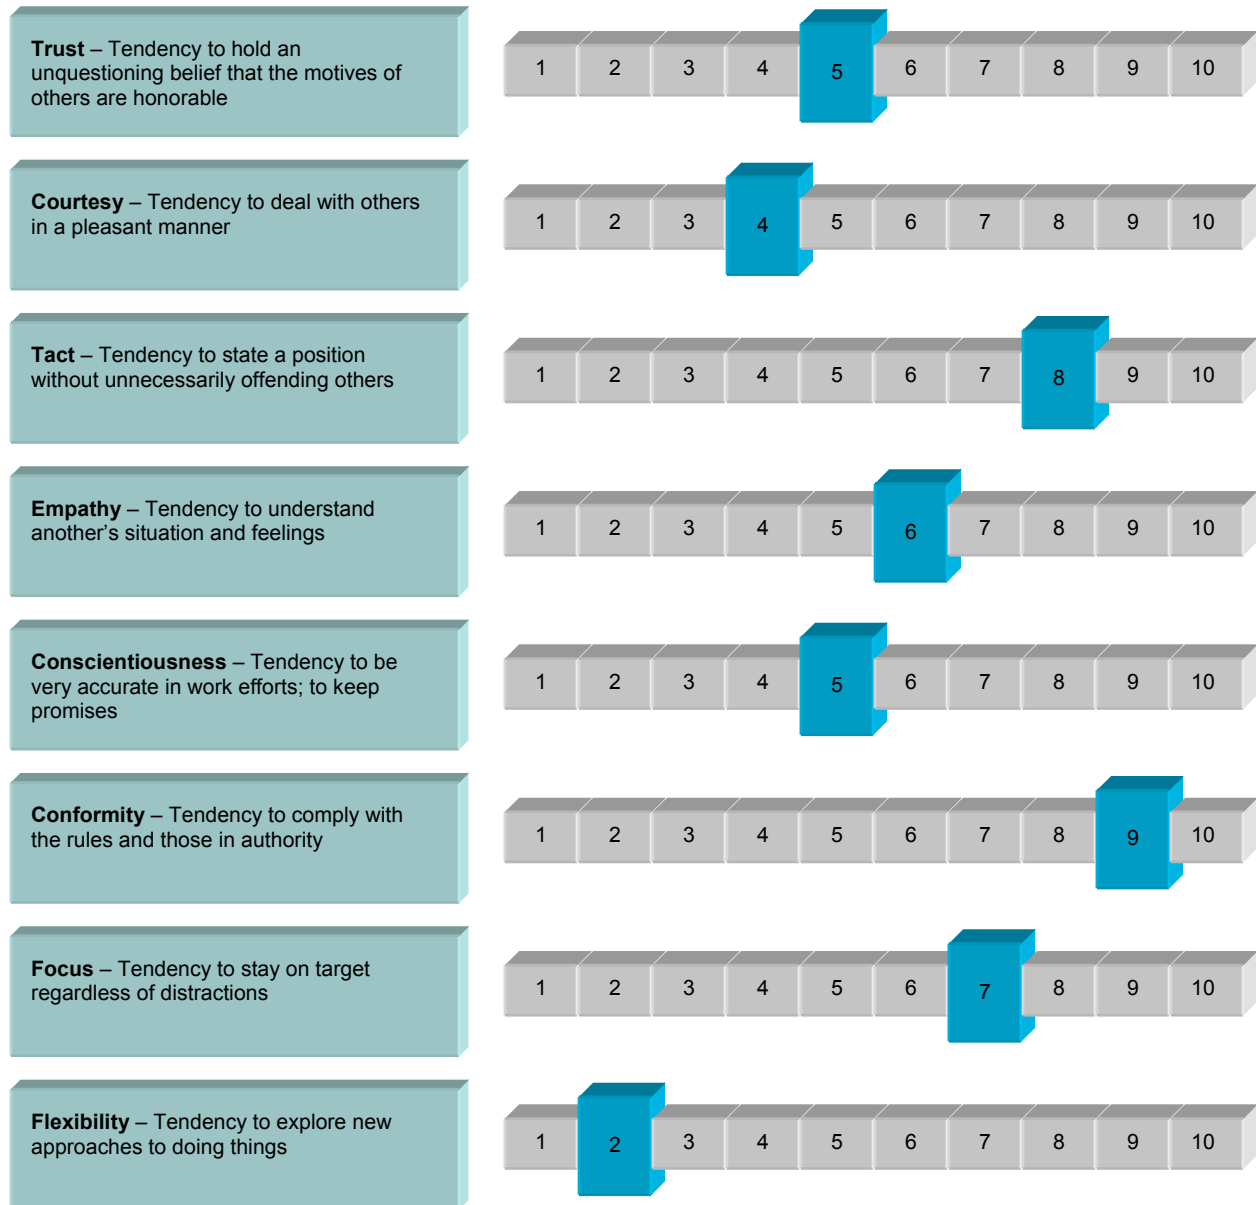 Trust – Tendency to hold an
unquestioning belief that the motives of
others are honorable
1 2 3 4 5 6 7 8 9 10
Courtesy – Tendency to deal with others
in a pleasant manner
1 2 3 4 5 6 7 8 9 10
Tact – Tendency to state a position
without unnecessarily offending others
1 2 3 4 5 6 7 8 9 10
Empathy – Tendency to understand
another’s situation and feelings
1 2 3 4 5 6 7 8 9 10
Conscientiousness – Tendency to be
very accurate in work efforts; to keep
promises
1 2 3 4 5 6 7 8 9 10
Conformity – Tendency to comply with
the rules and those in authority
1 2 3 4 5 6 7 8 9 10
Focus – Tendency to stay on target
regardless of distractions
1 2 3 4 5 6 7 8 9 10
Flexibility – Tendency to explore new
approaches to doing things
1 2 3 4 5 6 7 8 9 10